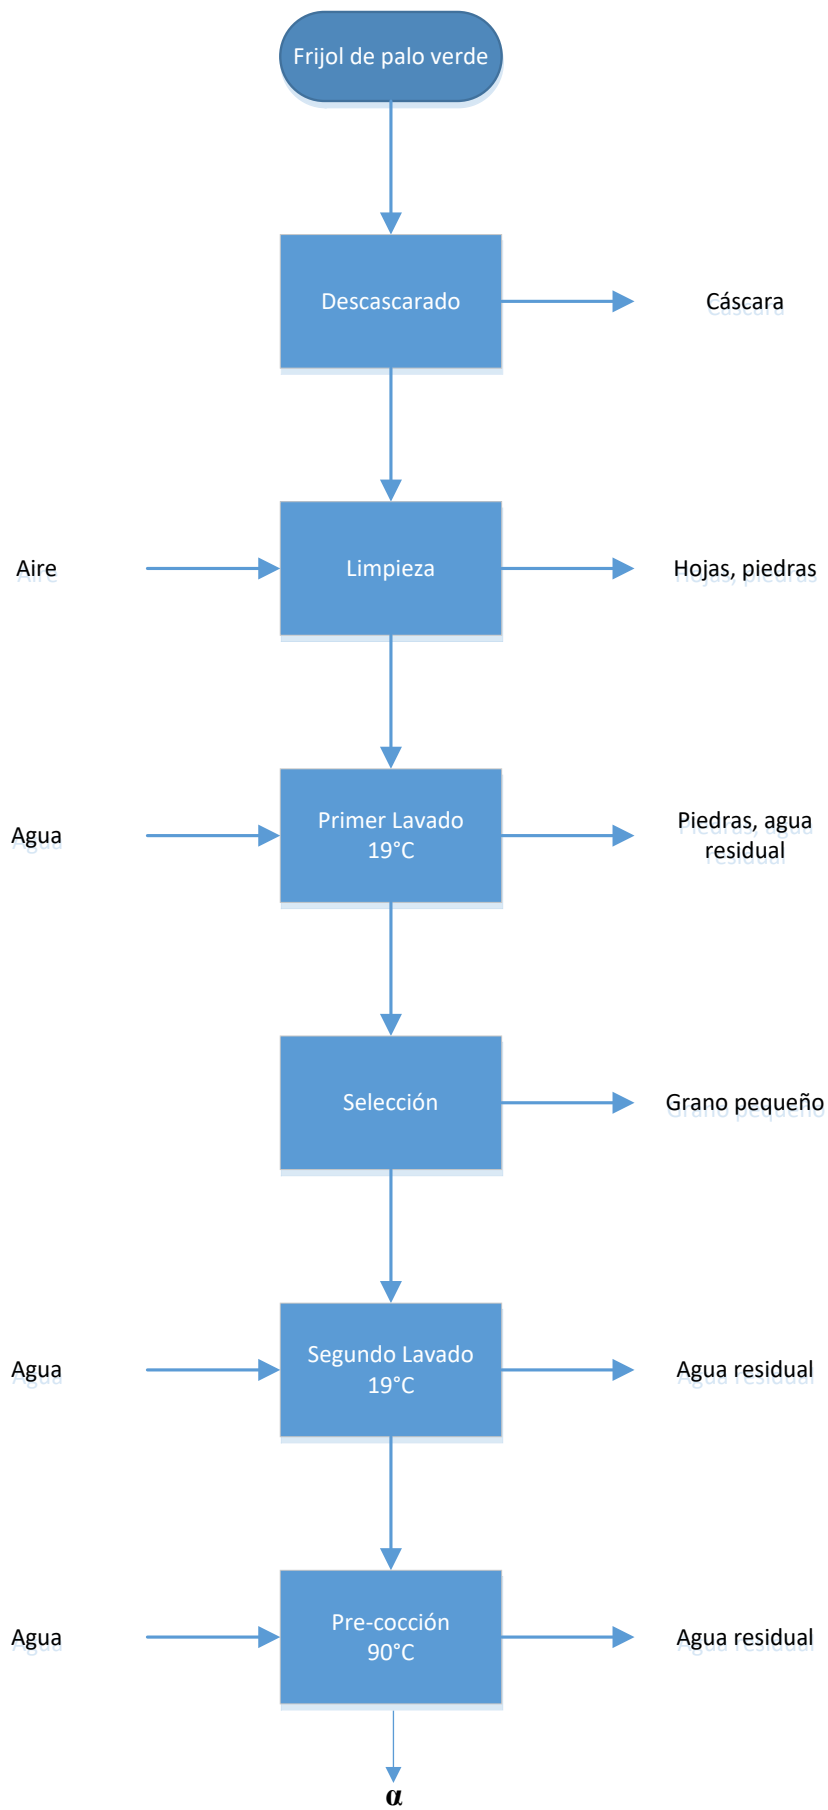 Frijol de palo verde
Descascarado
Cáscara
Aire
Limpieza
Hojas, piedras
Agua
Primer Lavado
19°C
Piedras, agua
residual
Selección
Grano pequeño
Agua
Segundo Lavado
19°C
Agua residual
Agua
Pre-cocción
90°C
Agua residual
α